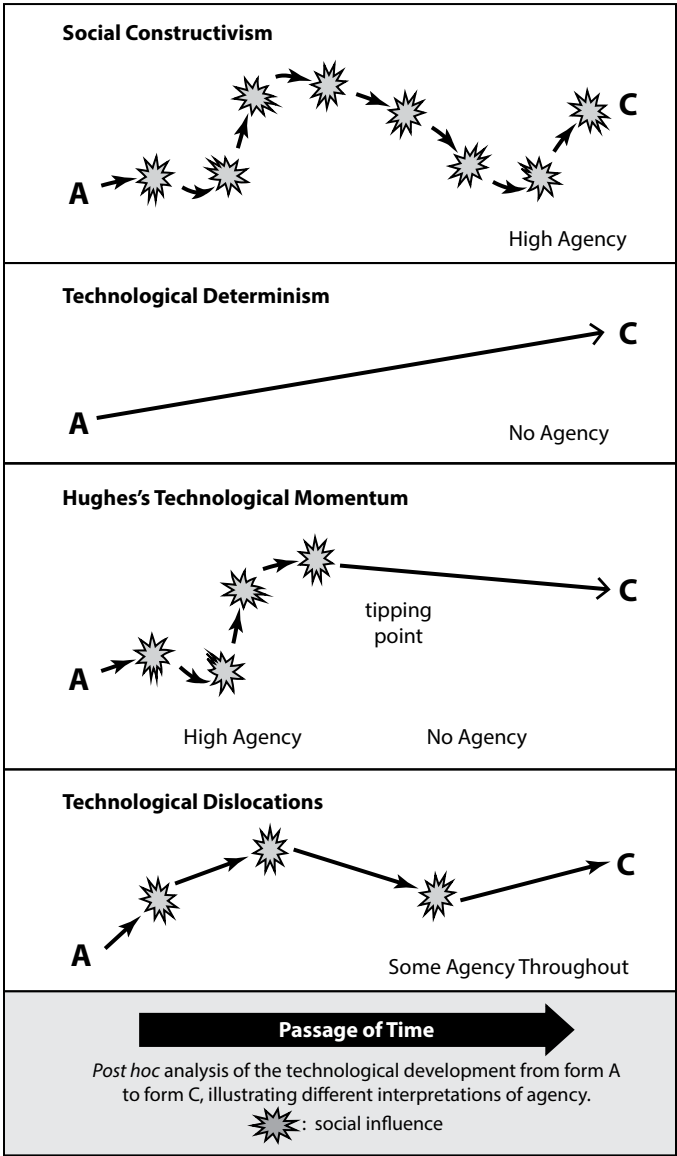 Social Constructivism
A
C
High Agency
Technological Determinism
A
C
No Agency
Hughes's Technological Momentum
A
C
tipping
point
High Agency
No Agency
Technological Dislocations
A
C
Some Agency Throughout
Passage of Time
Post hoc analysis of the technological development from form A
to form C, illustrating different interpretations of agency.
: social influence